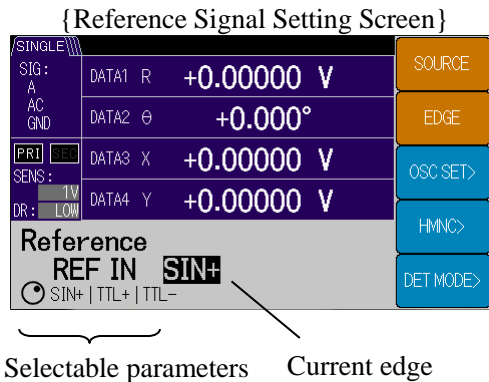 {Reference Signal Setting Screen}
SINGLE
SIG:
A
AC
GND
PRI SEC
SENS:
1V
DR: LOW
DATA1 R +0.00000 V
DATA2 θ +0.000°
DATA3 X +0.00000 V
DATA4 Y +0.00000 V
Reference
REF IN SIN+
SIN+ | TTL+ | TTL-
SOURCE
EDGE
OSC SET>
HMNC>
DET MODE>
Selectable parameters
Current edge